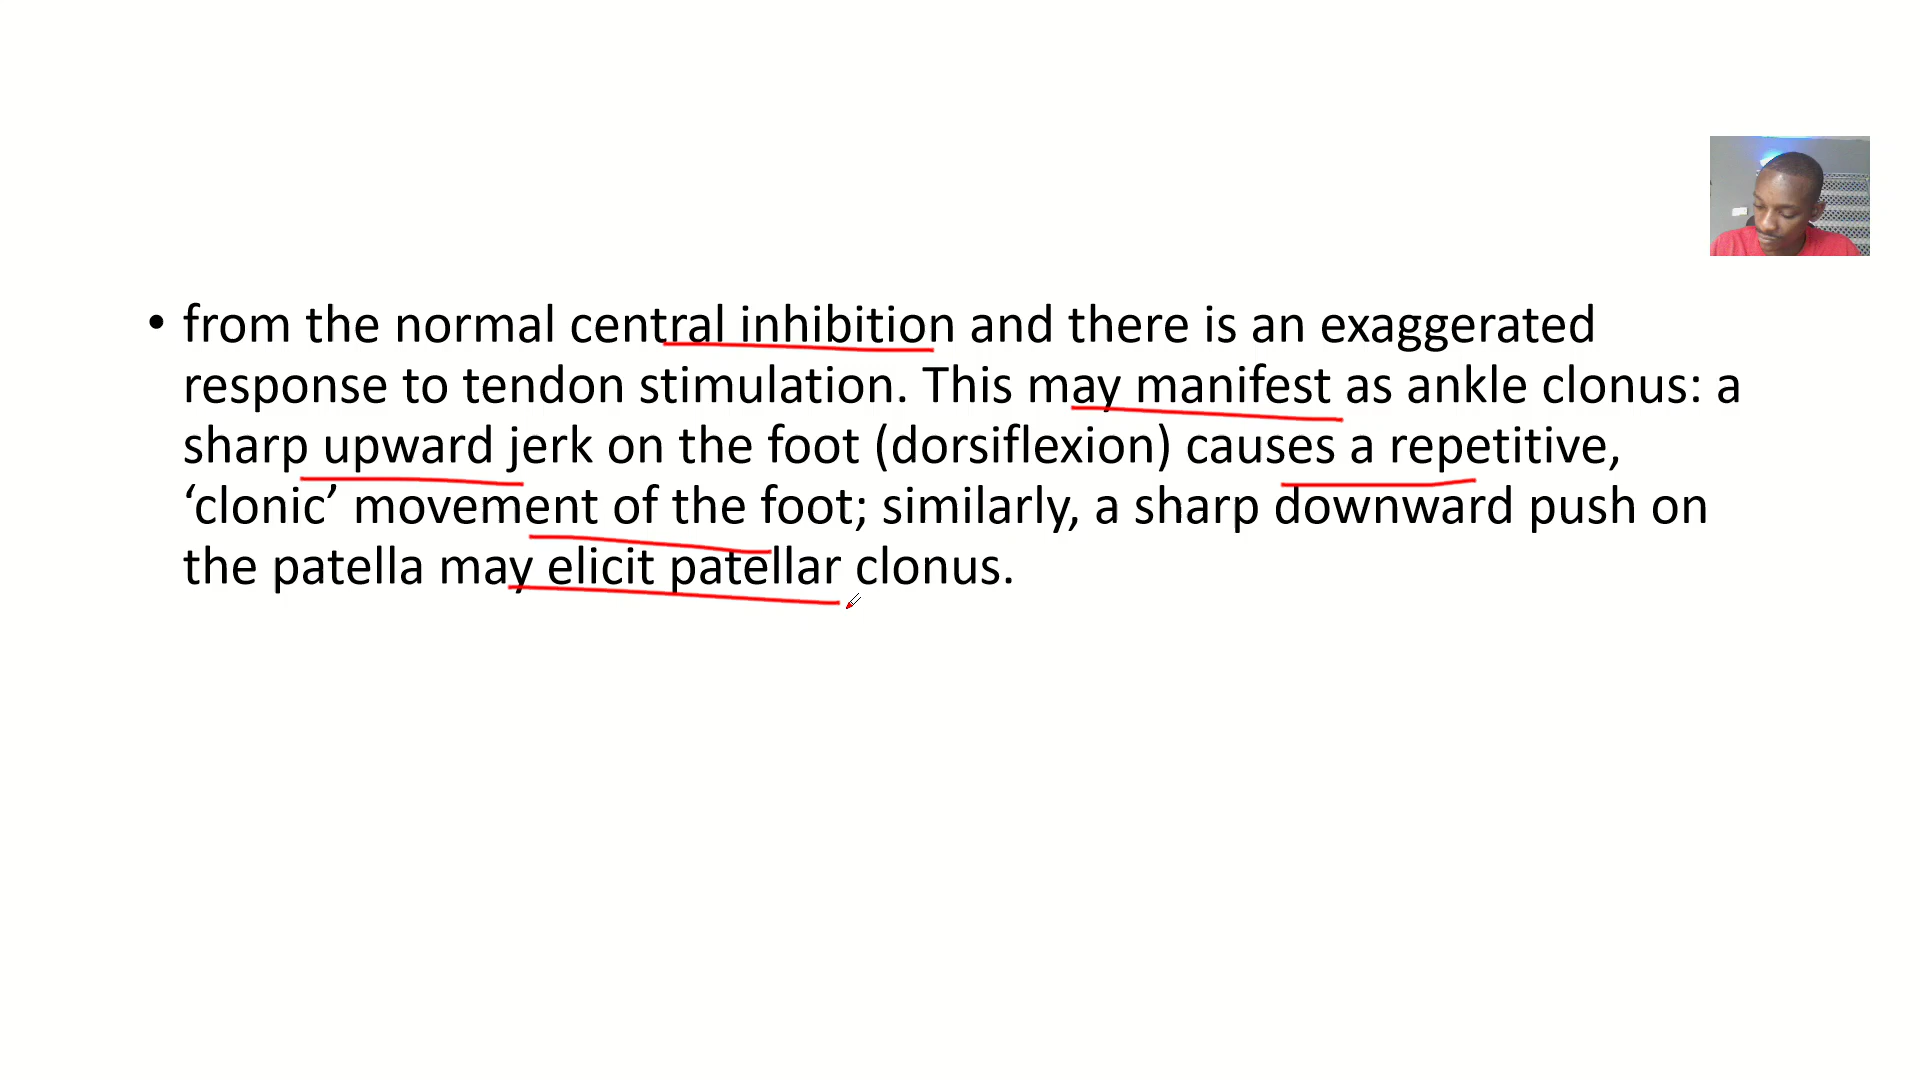 • from the normal central inhibition and there is an exaggerated
response to tendon stimulation. This may manifest as ankle clonus: a
sharp upward jerk on the foot (dorsiflexion) causes a repetitive,
‘clonic’ movement of the foot; similarly, a sharp downward push on
the patella may elicit patellar clonus.